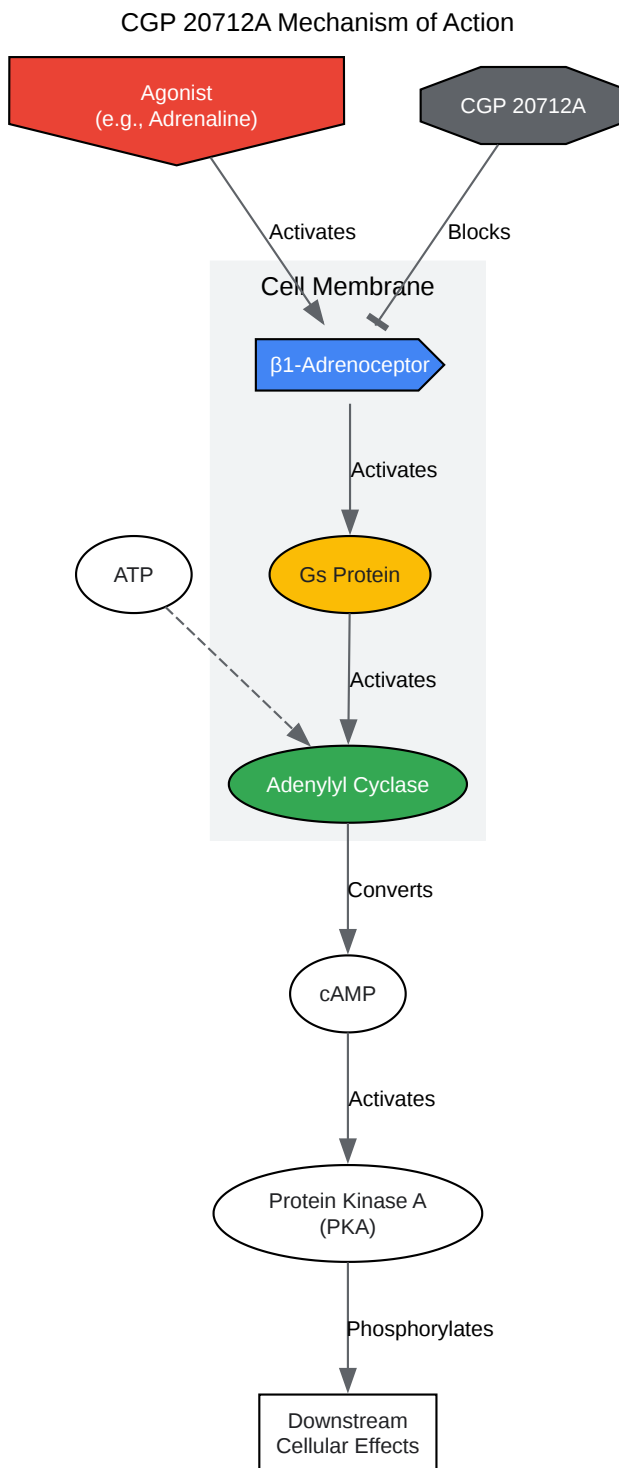 CGP 20712A Mechanism of Action
Agonist
(e.g., Adrenaline)
CGP 20712A
Activates
Blocks
Cell Membrane
β1-Adrenoceptor
Activates
ATP
Gs Protein
Activates
Adenylyl Cyclase
Converts
cAMP
Activates
Protein Kinase A
(PKA)
Phosphorylates
Downstream
Cellular Effects